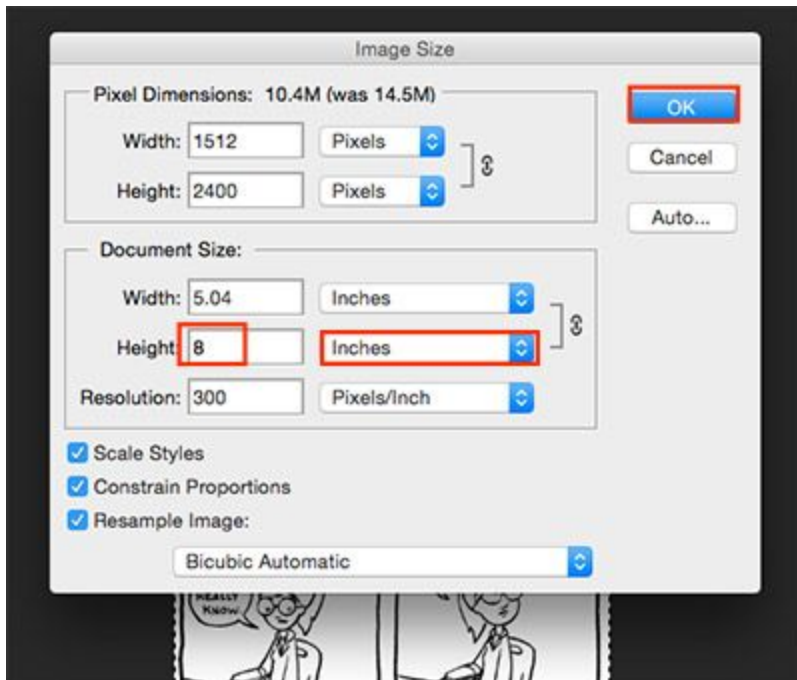 Image Size
Pixel Dimensions: 10.4M (was 14.5M)
OK
Width: 1512 Pixels
Cancel
Height: 2400 Pixels
Auto...
Document Size:
Width: 5.04 Inches
Height: 8 Inches
Resolution: 300 Pixels/Inch
Scale Styles
Constrain Proportions
Resample Image:
Bicubic Automatic
REALLY
KNOW